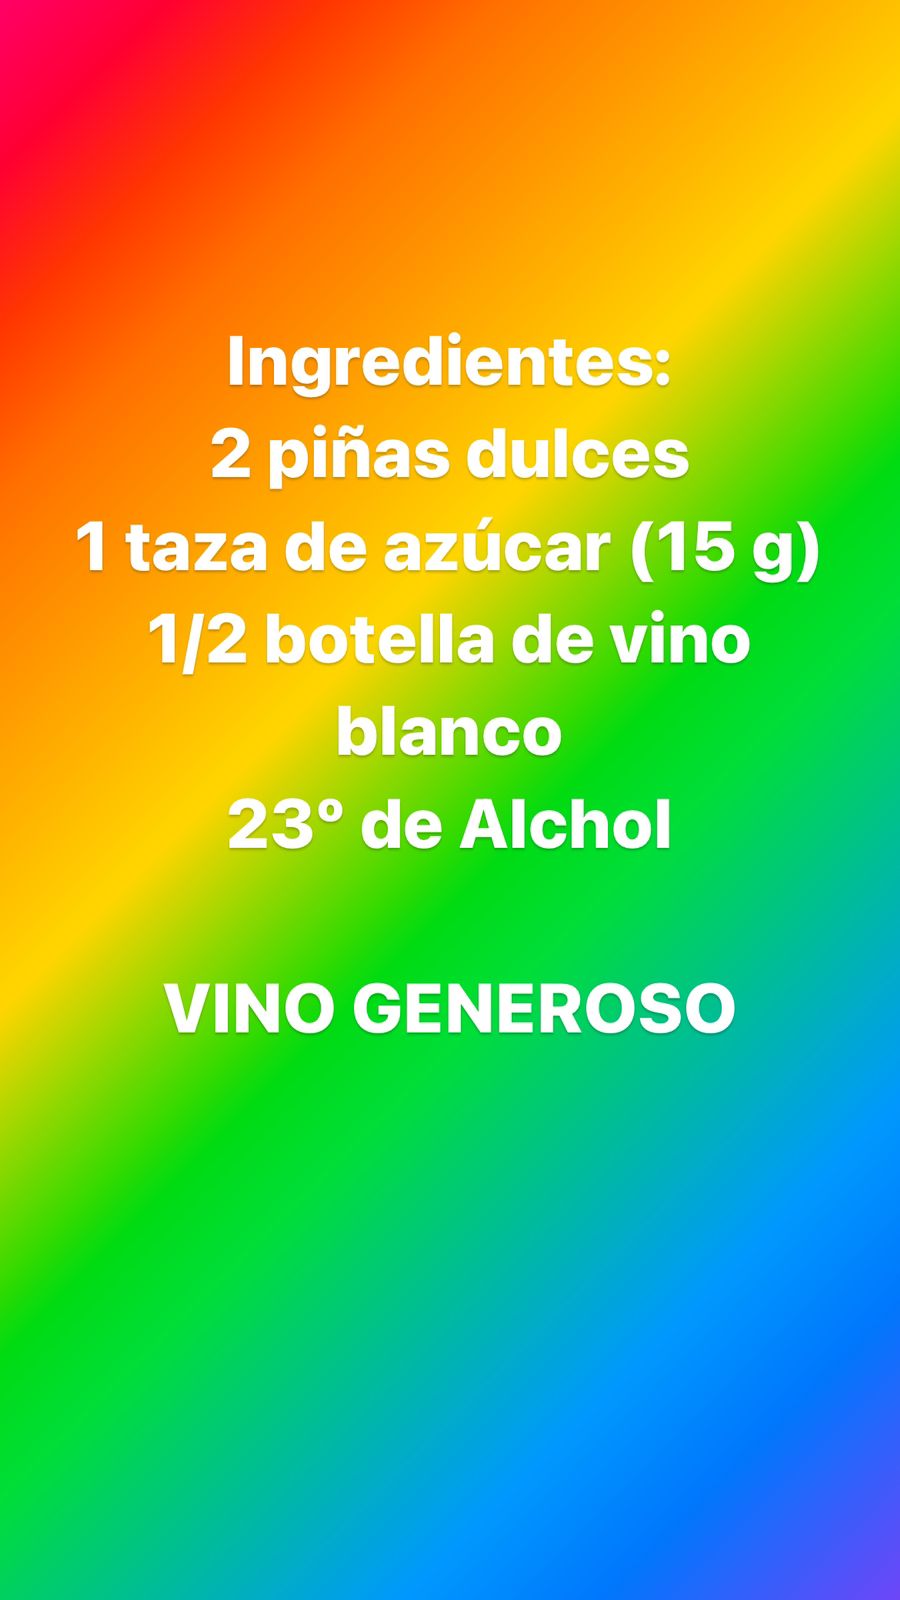 Ingredientes:
2 piñas dulces
1 taza de azúcar (15 g)
1/2 botella de vino
blanco
23º de Alchol
VINO GENEROSO